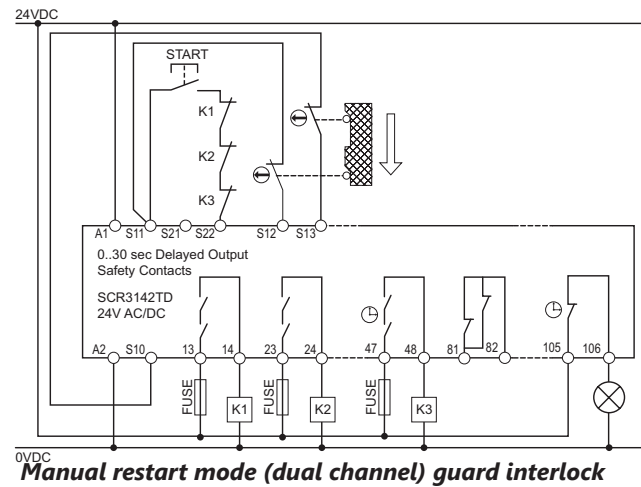 24VDC
START
K1
K2
K3
A1 S11 S21 S22 S12 S13
0..30 sec Delayed Output
Safety Contacts
SCR3142TD
24V AC/DC
A2 S10 13 14 23 24 47 48 81 82 105 106
FUSE K1 FUSE K2 FUSE K3
0VDC
Manual restart mode (dual channel) guard interlock